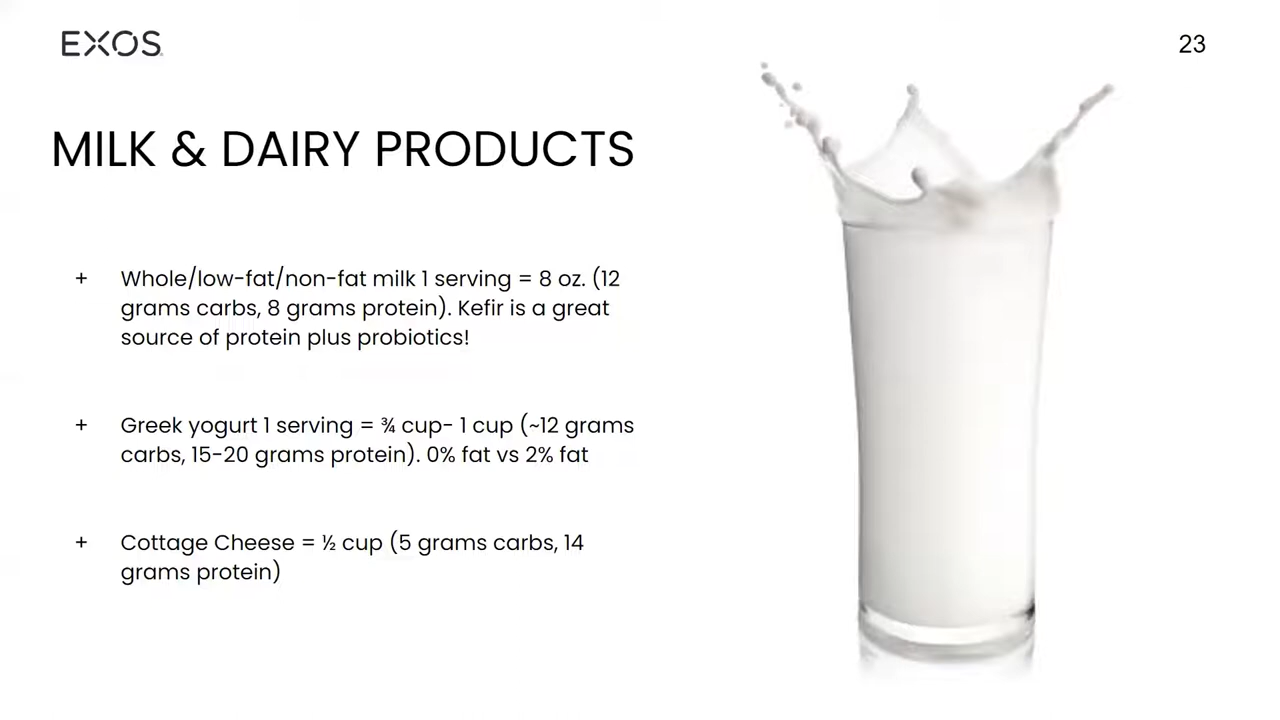 EXOS
23
MILK & DAIRY PRODUCTS
+ Whole/low-fat/non-fat milk 1 serving = 8 oz. (12
grams carbs, 8 grams protein). Kefir is a great
source of protein plus probiotics!
+ Greek yogurt 1 serving = ¾ cup- 1 cup (~12 grams
carbs, 15-20 grams protein). 0% fat vs 2% fat
+ Cottage Cheese = ½ cup (5 grams carbs, 14
grams protein)